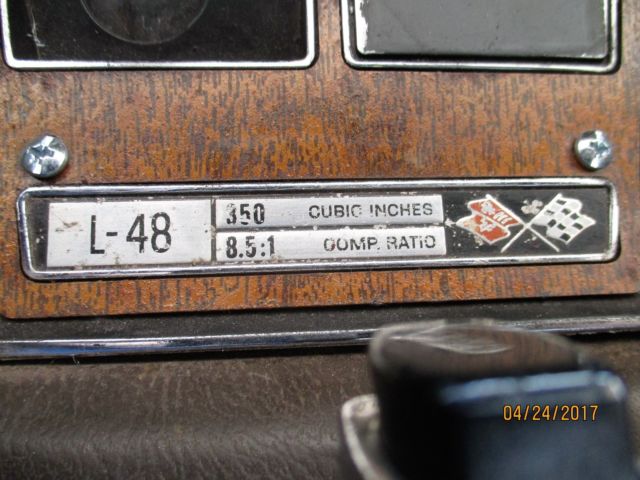 L-48
350 CUBIC INCHES
8.5:1 COMP. RATIO
04/24/2017